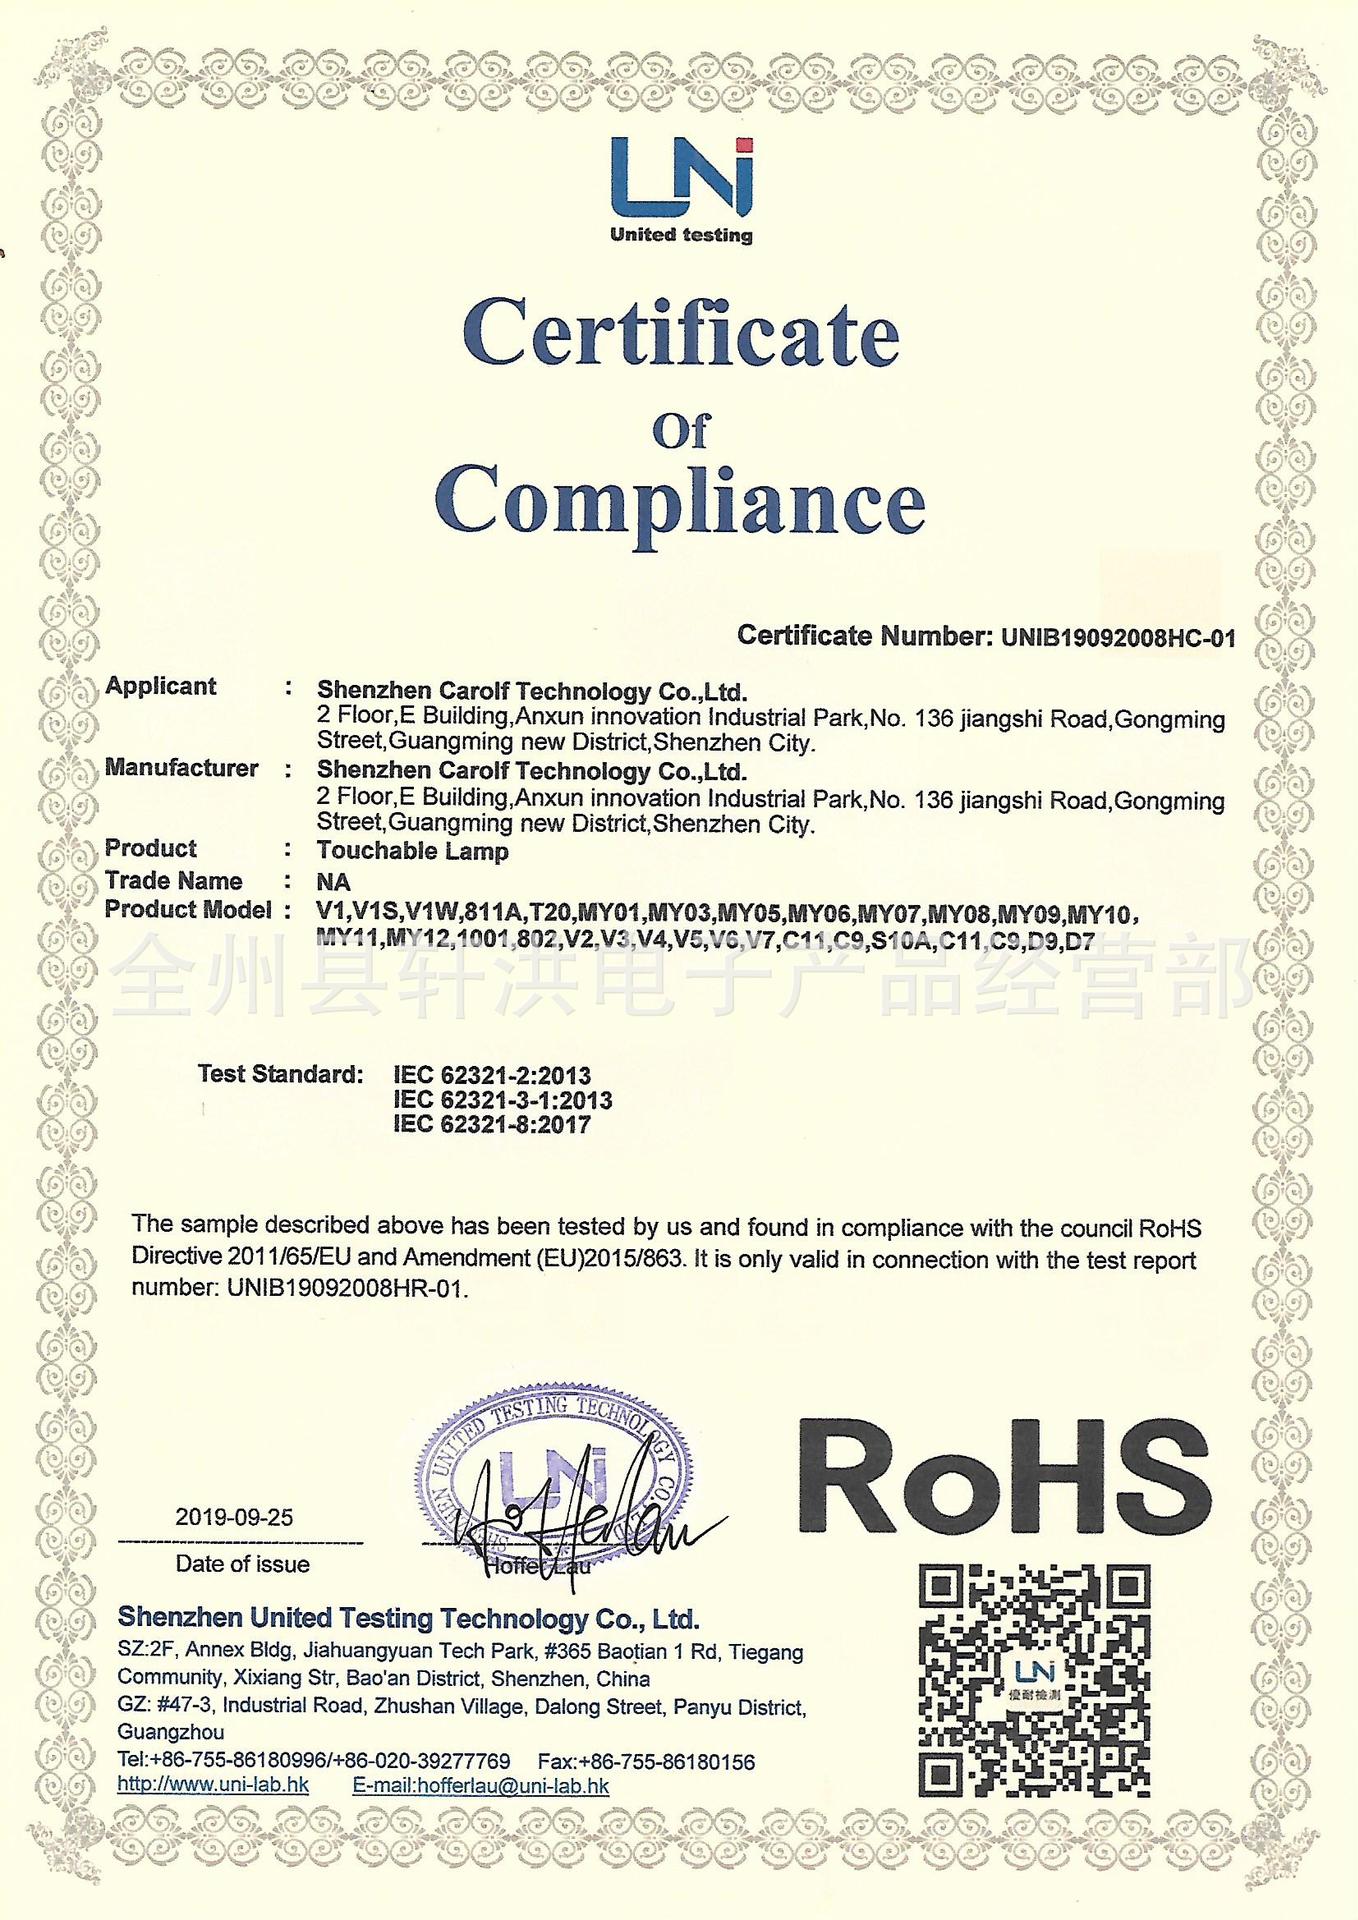 UNi
United testing
Certificate
Of
Compliance
Certificate Number: UNIB19092008HC-01
Applicant : Shenzhen Carolf Technology Co.,Ltd.
2 Floor,E Building,Anxun innovation Industrial Park,No. 136 jiangshi Road,Gongming
Street,Guangming new District,Shenzhen City.
Manufacturer : Shenzhen Carolf Technology Co.,Ltd.
2 Floor,E Building,Anxun innovation Industrial Park,No. 136 jiangshi Road,Gongming
Street,Guangming new District,Shenzhen City.
Product : Touchable Lamp
Trade Name : NA
Product Model : V1,V1S,V1W,811A,T20,MY01,MY03,MY05,MY06,MY07,MY08,MY09,MY10,
MY11,MY12,1001,802,V2,V3,V4,V5,V6,V7,C11,C9,S10A,C11,C9,D9,D7
全州县轩洪电子产品经营部
Test Standard: IEC 62321-2:2013
IEC 62321-3-1:2013
IEC 62321-8:2017
The sample described above has been tested by us and found in compliance with the council RoHS
Directive 2011/65/EU and Amendment (EU)2015/863. It is only valid in connection with the test report
number: UNIB19092008HR-01.
SHENZHEN UNITED TESTING TECHNOLOGY CO.,LTD
UNi
RoHS
2019-09-25
Date of issue
Hoffer Lau
Shenzhen United Testing Technology Co., Ltd.
SZ:2F, Annex Bldg, Jiahuangyuan Tech Park, #365 Baotian 1 Rd, Tiegang
Community, Xixiang Str, Bao'an District, Shenzhen, China
GZ: #47-3, Industrial Road, Zhushan Village, Dalong Street, Panyu District,
Guangzhou
Tel:+86-755-86180996/+86-020-39277769 Fax:+86-755-86180156
http://www.uni-lab.hk E-mail:hofferlau@uni-lab.hk
UNi
優耐檢測